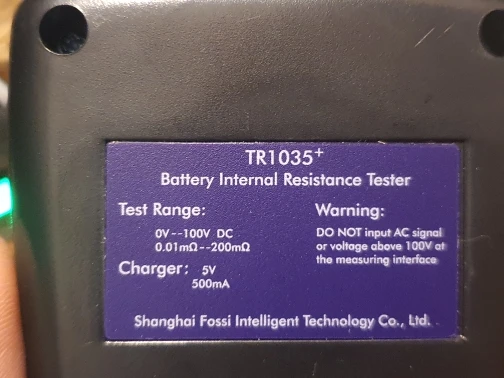 TR1035+
Battery Internal Resistance Tester
Test Range:
0V--100V DC
0.01mΩ--200mΩ
Charger: 5V
500mA
Warning:
DO NOT input AC signal
or voltage above 100V at
the measuring interface
Shanghai Fossi Intelligent Technology Co., Ltd.